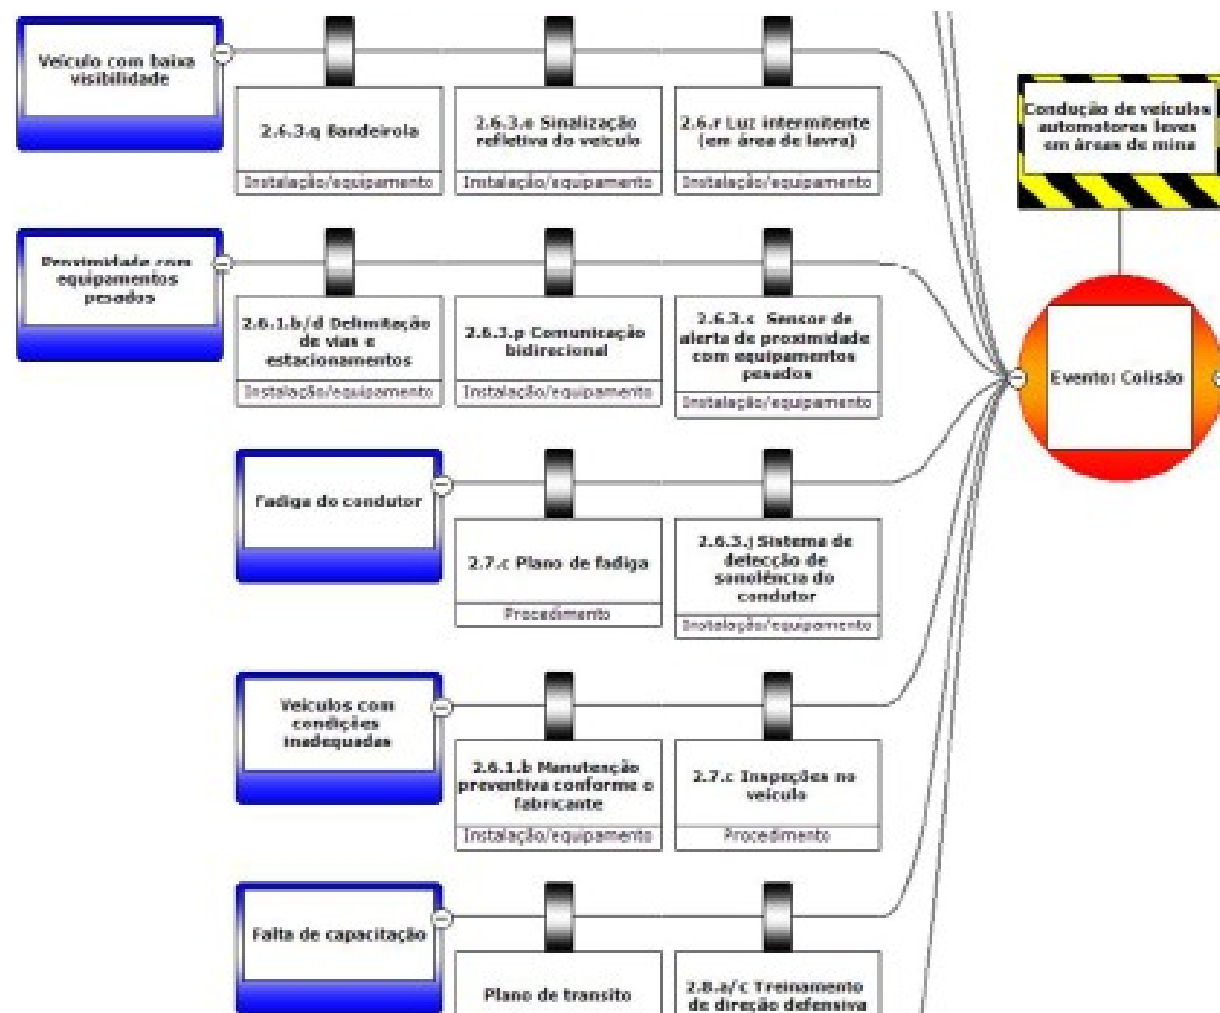 Veículo com baixa
visibilidade
2.6.3.q Bandeirola
Instalação/equipamento
2.6.3.o Sinalização
refletiva do veículo
Instalação/equipamento
2.6.r Luz intermitente
(em área de lavra)
Instalação/equipamento
Condução de veículos
automotores leves
em áreas de mina
Proximidade com
equipamentos
pesados
2.6.1.b/d Delimitação
de vias e
estacionamentos
Instalação/equipamento
2.6.3.p Comunicação
bidirecional
Instalação/equipamento
2.6.3.s Sensor de
alerta de proximidade
com equipamentos
pesados
Instalação/equipamento
Evento: Colisão
Fadiga do condutor
2.7.c Plano de fadiga
Procedimento
2.6.3.j Sistema de
detecção de
sonolência do
condutor
Instalação/equipamento
Veículos com
condições
inadequadas
2.6.1.b Manutenção
preventiva conforme o
fabricante
Instalação/equipamento
2.7.c Inspeções no
veículo
Procedimento
Falta de capacitação
Plano de transito
2.8.a/c Treinamento
de direção defensiva